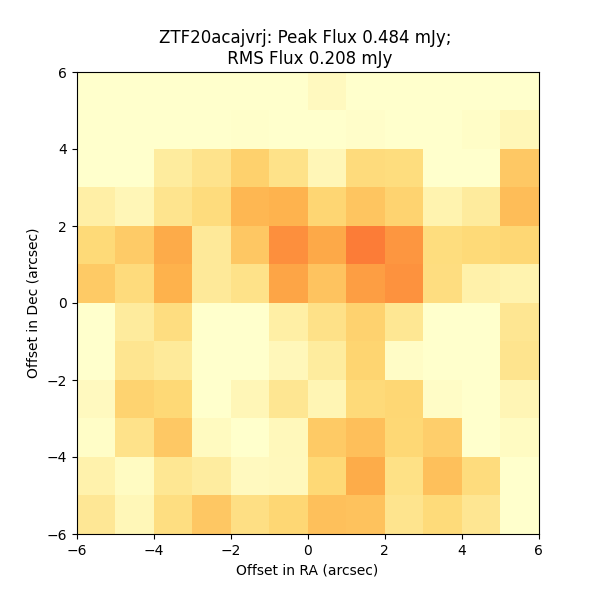 ZTF20acajvrj: Peak Flux 0.484 mJy;
RMS Flux 0.208 mJy
6
4
2
0
−2
−4
−6
Offset in Dec (arcsec)
−6 −4 −2 0 2 4 6
Offset in RA (arcsec)